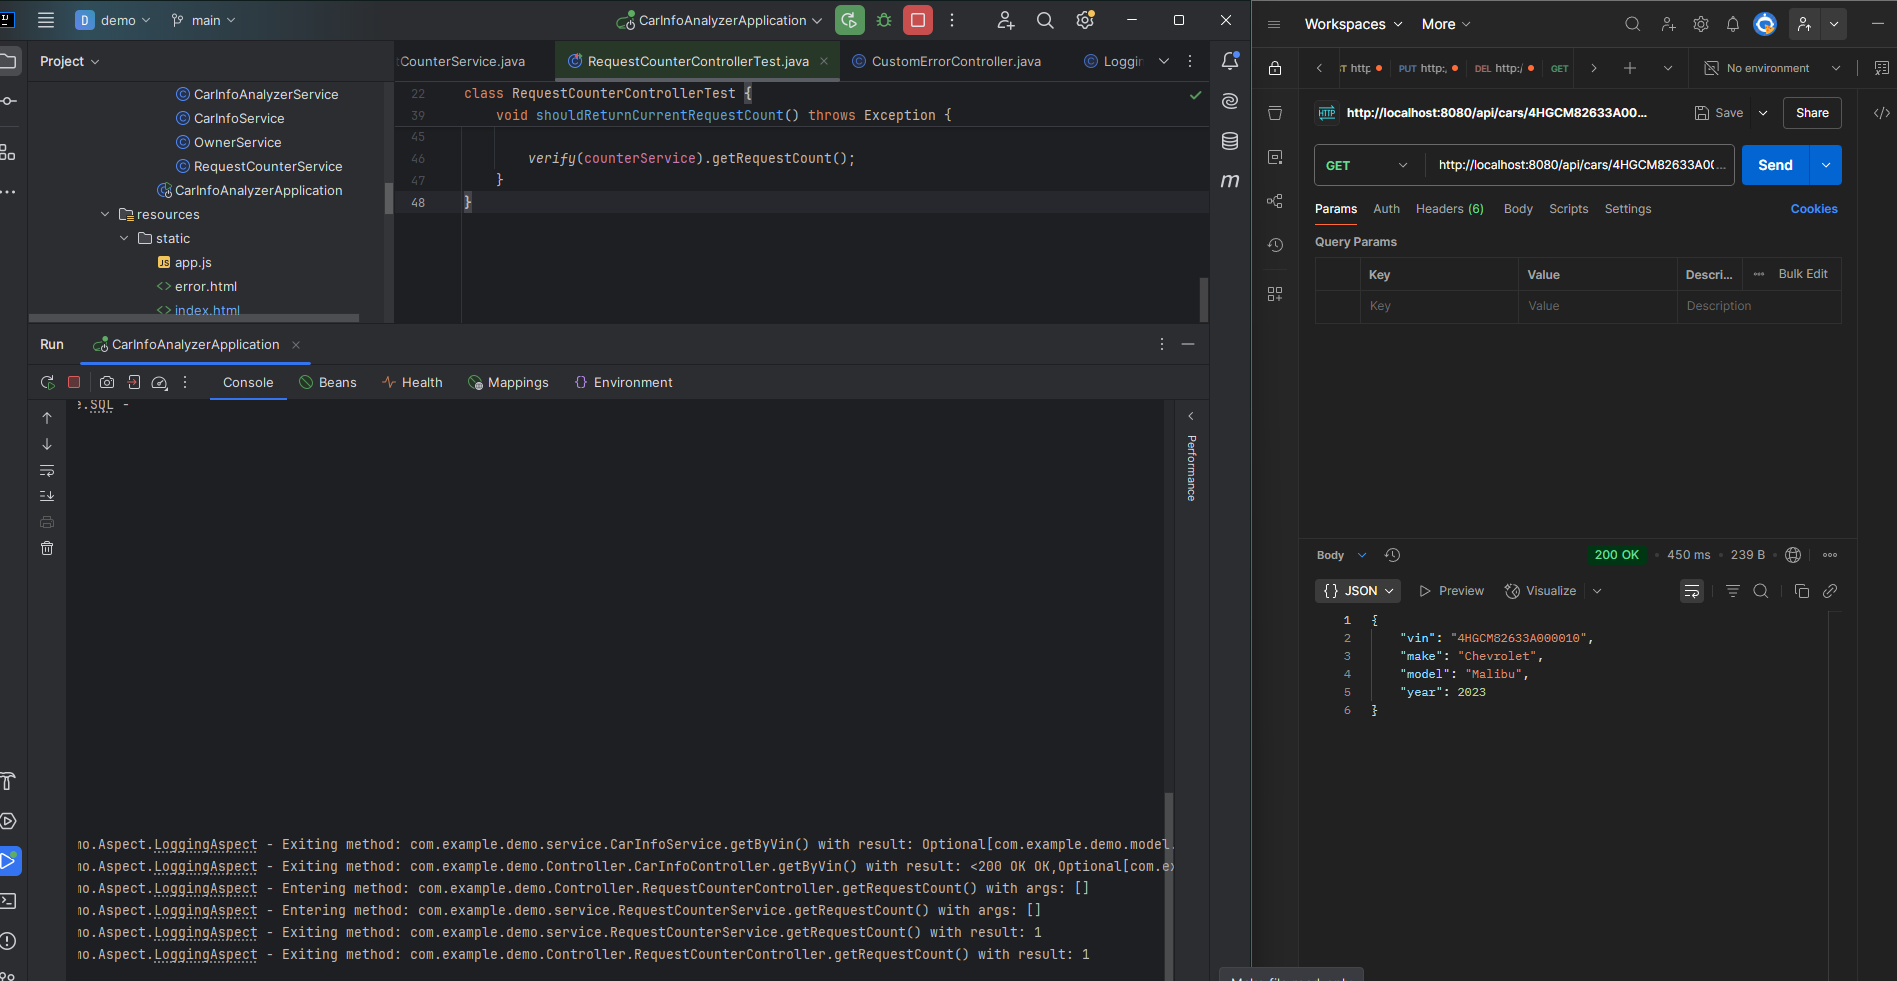 D demo main CarInfoAnalyzerApplication
Project
CounterService.java RequestCounterControllerTest.java CustomErrorController.java Loggin
CarInfoAnalyzerService
CarInfoService
OwnerService
RequestCounterService
CarInfoAnalyzerApplication
resources
static
JS app.js
<> error.html
<> index.html
22 class RequestCounterControllerTest {
39 void shouldReturnCurrentRequestCount() throws Exception {
45
46 verify(counterService).getRequestCount();
47 }
48 }
m
Run CarInfoAnalyzerApplication
Console Beans Health Mappings Environment
e.SQL -
Performance
mo.Aspect.LoggingAspect - Exiting method: com.example.demo.service.CarInfoService.getByVin() with result: Optional[com.example.demo.model.
mo.Aspect.LoggingAspect - Exiting method: com.example.demo.Controller.CarInfoController.getByVin() with result: <200 OK OK,Optional[com.ex
mo.Aspect.LoggingAspect - Entering method: com.example.demo.Controller.RequestCounterController.getRequestCount() with args: []
mo.Aspect.LoggingAspect - Entering method: com.example.demo.service.RequestCounterService.getRequestCount() with args: []
mo.Aspect.LoggingAspect - Exiting method: com.example.demo.service.RequestCounterService.getRequestCount() with result: 1
mo.Aspect.LoggingAspect - Exiting method: com.example.demo.Controller.RequestCounterController.getRequestCount() with result: 1
Workspaces More
T http PUT http:, DEL http:/ GET No environment
HTTP http://localhost:8080/api/cars/4HGCM82633A00... Save Share
GET http://localhost:8080/api/cars/4HGCM82633A0(... Send
Params Auth Headers (6) Body Scripts Settings Cookies
Query Params
Key Value Descri... Bulk Edit
Key Value Description
Body 200 OK 450 ms 239 B
{} JSON Preview Visualize
1 {
2 "vin": "4HGCM82633A000010",
3 "make": "Chevrolet",
4 "model": "Malibu",
5 "year": 2023
6 }